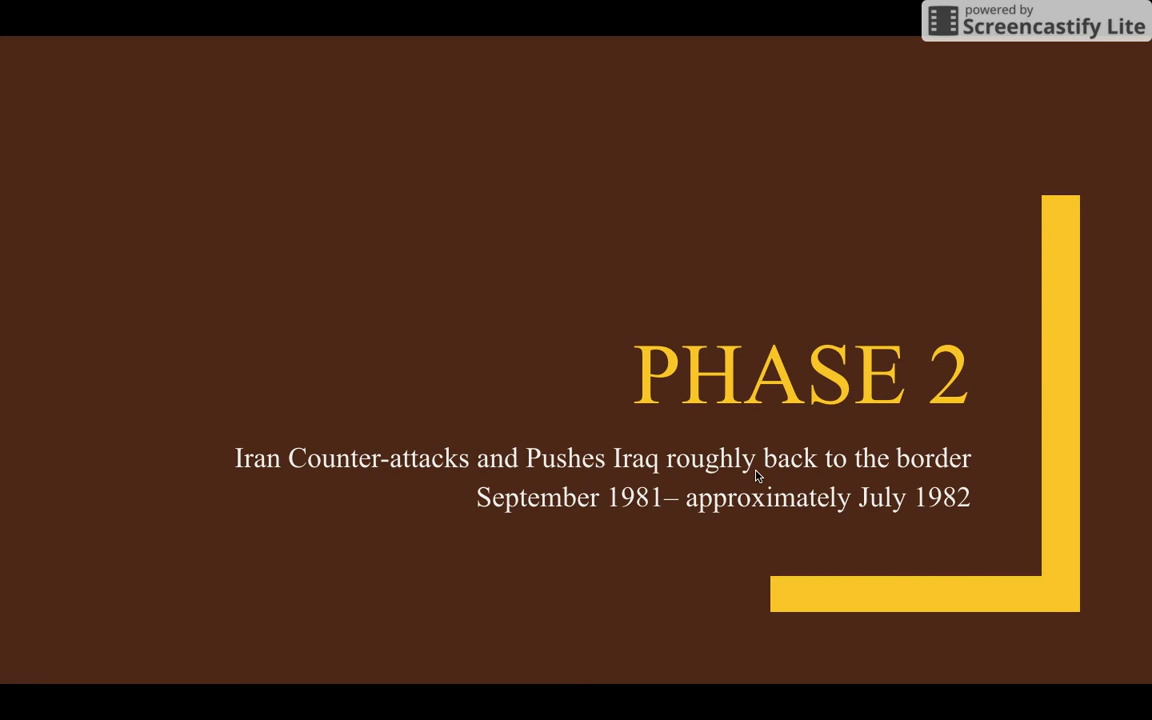 powered by
Screencastify Lite
PHASE 2
Iran Counter-attacks and Pushes Iraq roughly back to the border
September 1981– approximately July 1982